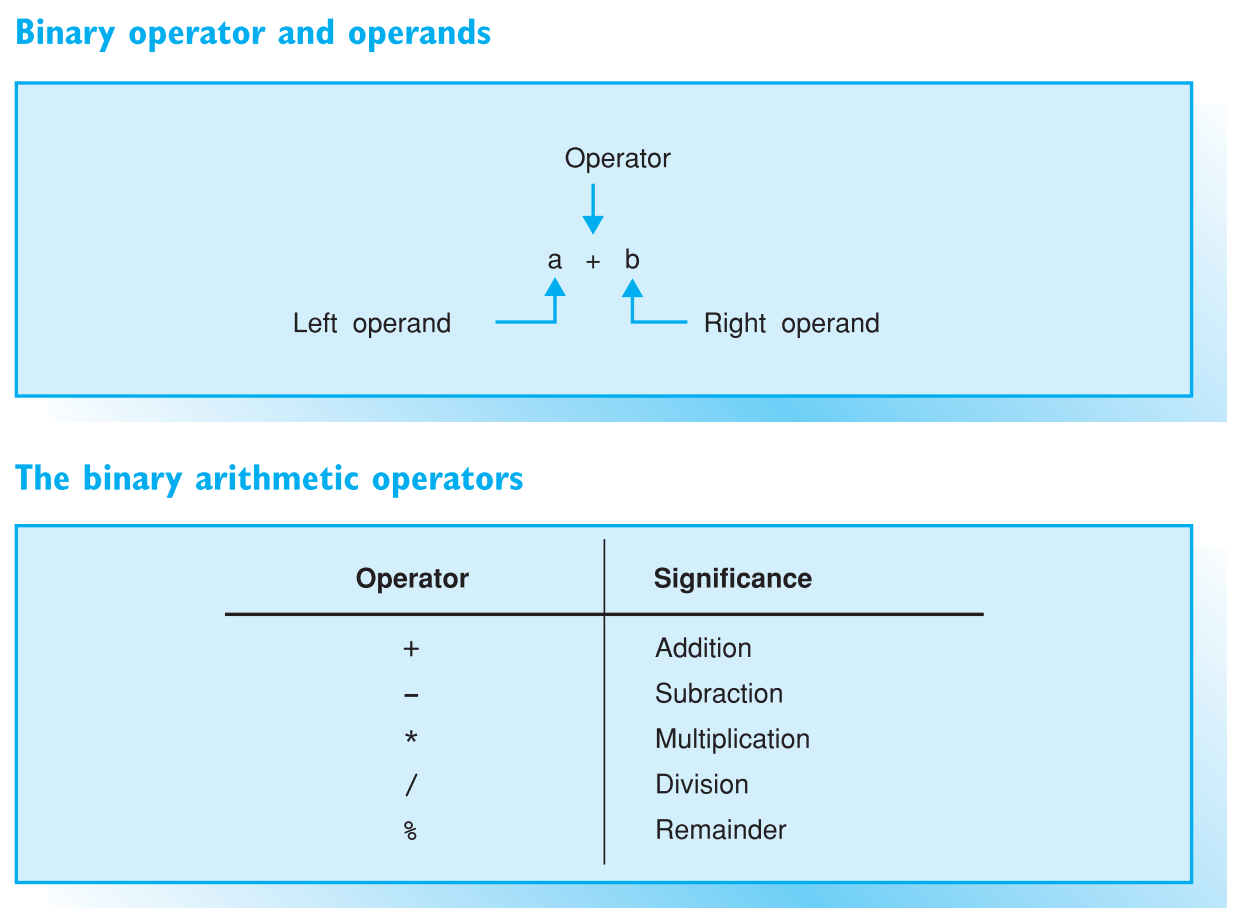 Binary operator and operands
Operator
a + b
Left operand Right operand
The binary arithmetic operators
Operator Significance
+ Addition
– Subraction
* Multiplication
/ Division
% Remainder